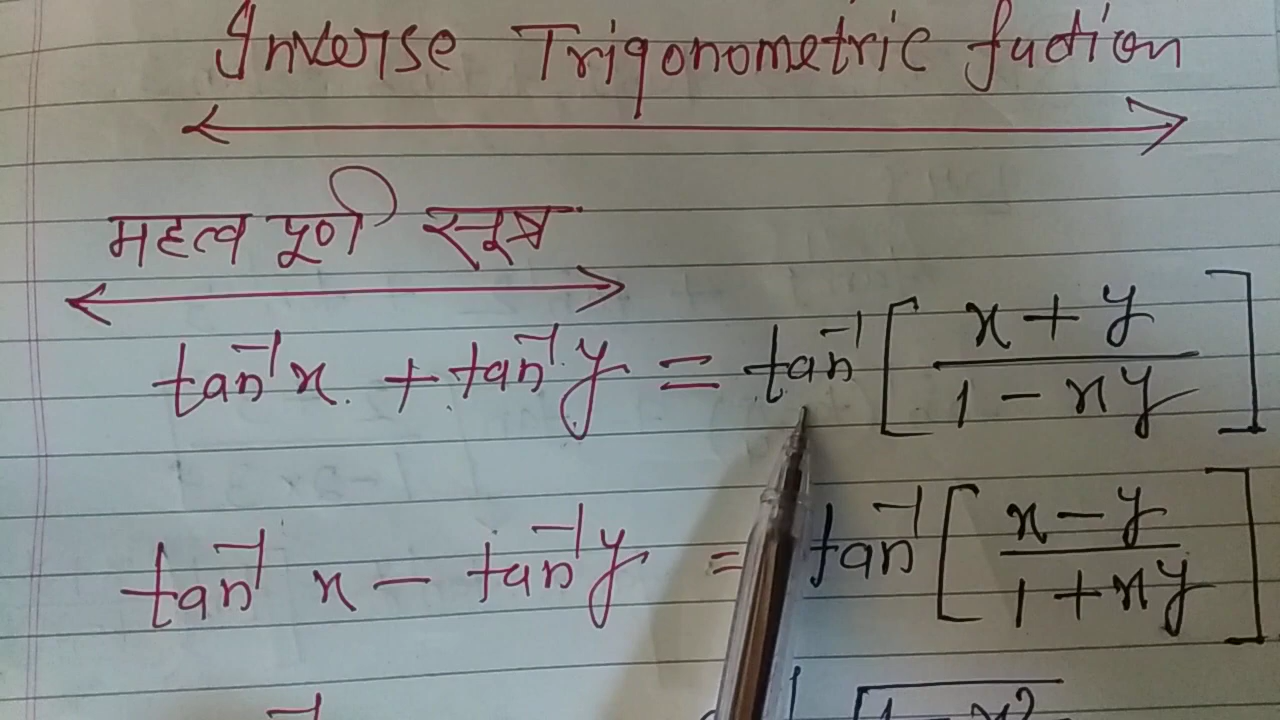 Inverse Trigonometric fuction
महत्व पूर्ण सूत्र
tan⁻¹x + tan⁻¹y = tan⁻¹[(x+y)/(1-xy)]
tan⁻¹x - tan⁻¹y = tan⁻¹[(x-y)/(1+xy)]